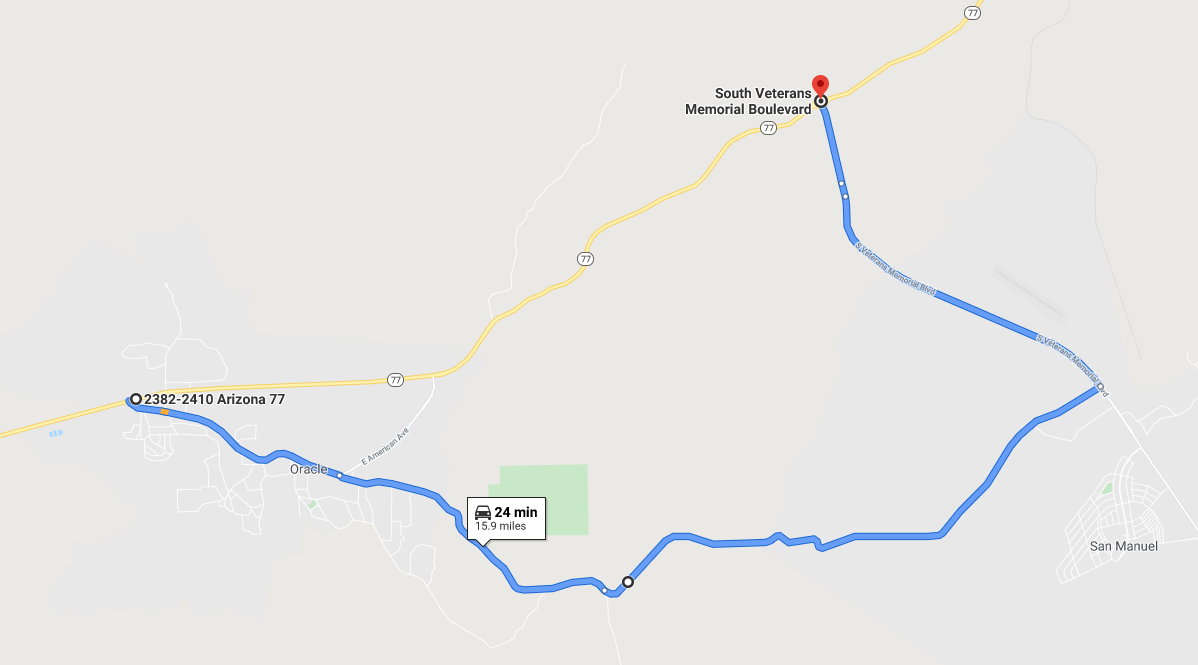 77
South Veterans
Memorial Boulevard
77
77
S Veterans Memorial Blvd
S Veterans Memorial Blvd
77
2382-2410 Arizona 77
E American Ave
Oracle
24 min
15.9 miles
San Manuel